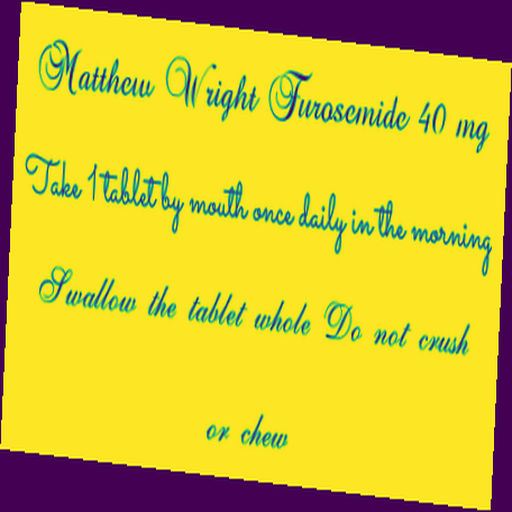 Matthew Wright Furosemide 40 mg
Take 1 tablet by mouth once daily in the morning
Swallow the tablet whole Do not crush
or chew